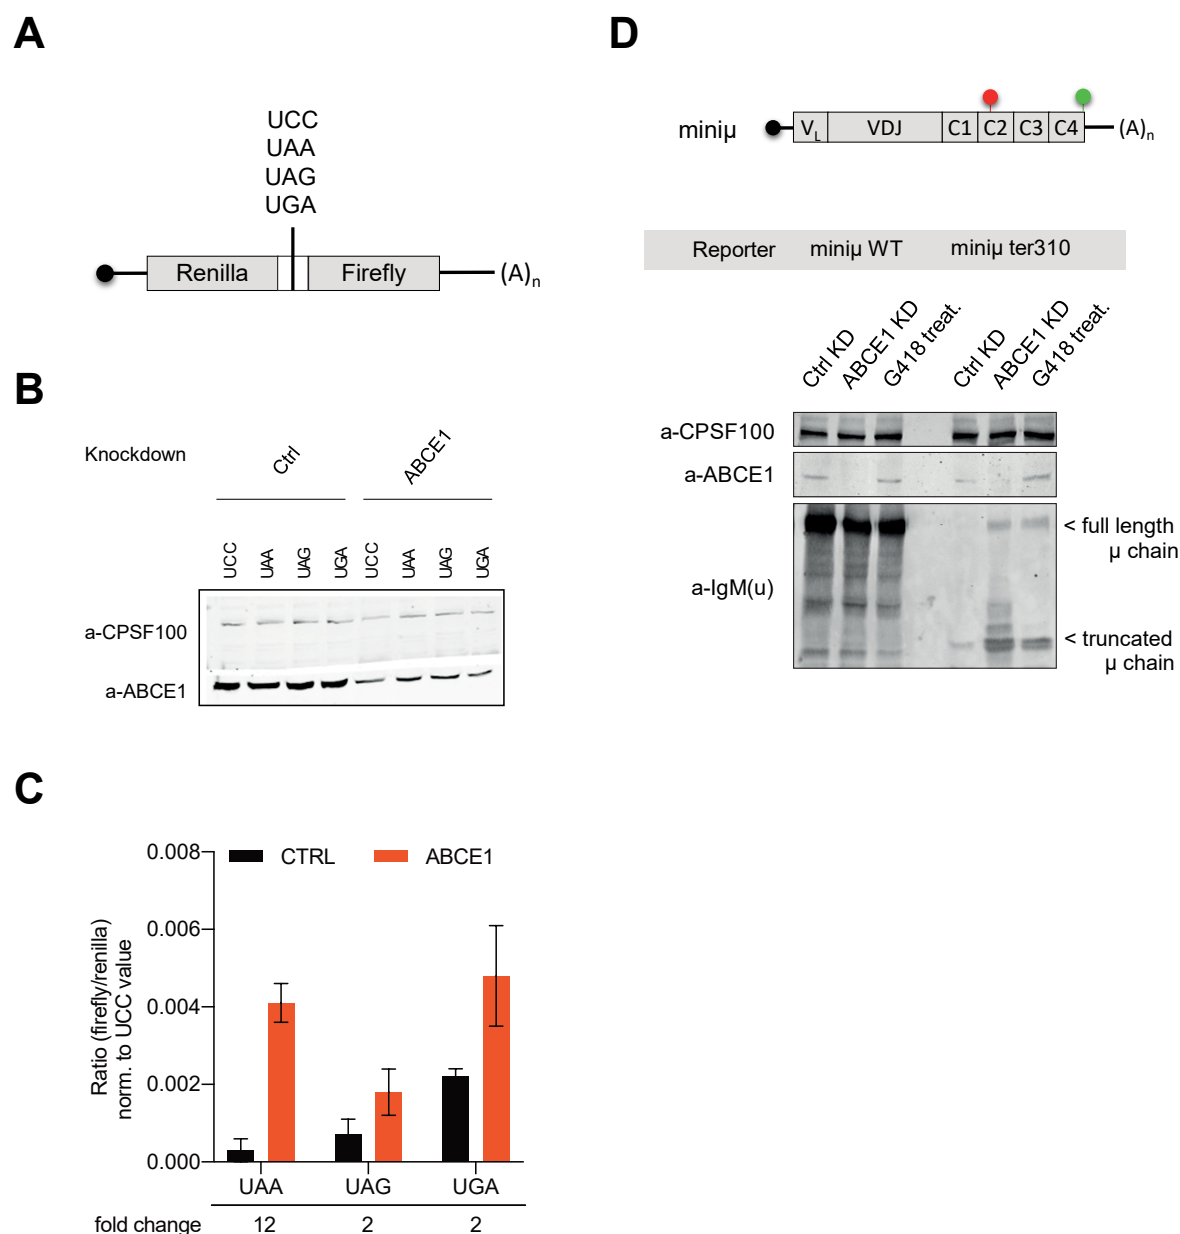 A
UCC
UAA
UAG
UGA
Renilla
Firefly
(A)n
B
Knockdown
Ctrl
ABCE1
UCC UAA UAG UGA UCC UAA UAG UGA
a-CPSF100
a-ABCE1
C
Ratio (firefly/renilla)
norm. to UCC value
CTRL ABCE1
0.008
0.006
0.004
0.002
0.000
UAA UAG UGA
fold change 12 2 2
D
miniµ
VL VDJ C1 C2 C3 C4 (A)n
Reporter miniµ WT miniµ ter310
Ctrl KD ABCE1 KD G418 treat. Ctrl KD ABCE1 KD G418 treat.
a-CPSF100
a-ABCE1
a-IgM(u)
< full length
µ chain
< truncated
µ chain